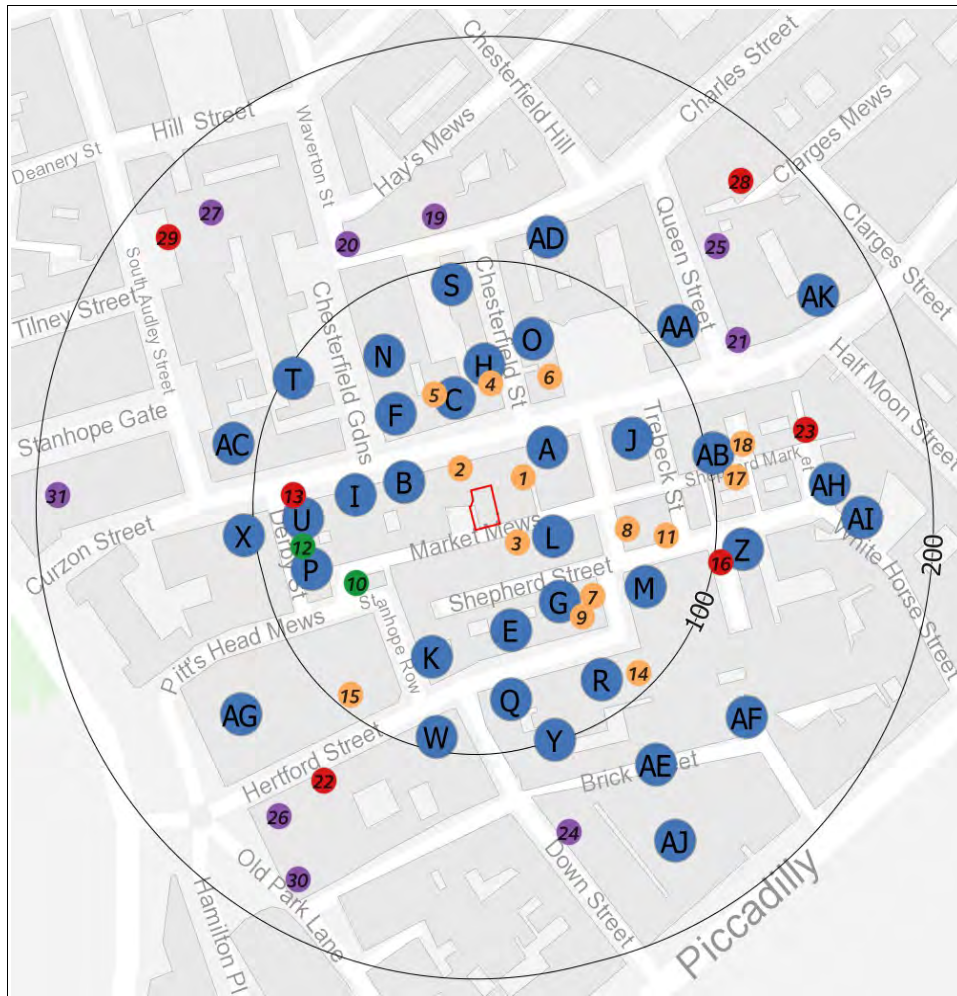 Chesterfield Hill
Charles Street
Hill Street
Waverton St
Hay's Mews
Clarges Mews
Deanery St
28
27
19
29
20
AD
Queen Street
25
Clarges Street
South Audley Street
S
Chesterfield St
AK
Tilney Street
Chesterfield Gdns
AA
O
21
N
H
T
6
4
5
C
Half Moon Street
F
Stanhope Gate
Trebeck St
23
AC
A
J
18
AB
2
Shepherd Market
B
1
17
AH
31
13
I
U
8
AI
Curzon Street
X
Market Mews
L
3
11
12
Derby St
Z
White Horse Street
200
P
16
10
Shepherd Street
M
Stanhope Row
G
7
100
9
E
Pitt's Head Mews
K
14
R
15
Q
AG
AF
W
Y
Hertford Street
AE
Brick Street
22
26
24
AJ
30
Old Park Lane
Down Street
Hamilton Pl
Piccadilly